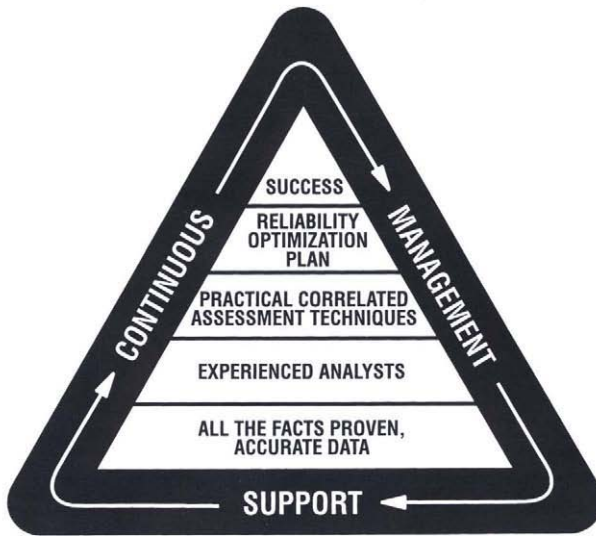 CONTINUOUS
MANAGEMENT
SUPPORT
SUCCESS
RELIABILITY
OPTIMIZATION
PLAN
PRACTICAL CORRELATED
ASSESSMENT TECHNIQUES
EXPERIENCED ANALYSTS
ALL THE FACTS PROVEN,
ACCURATE DATA